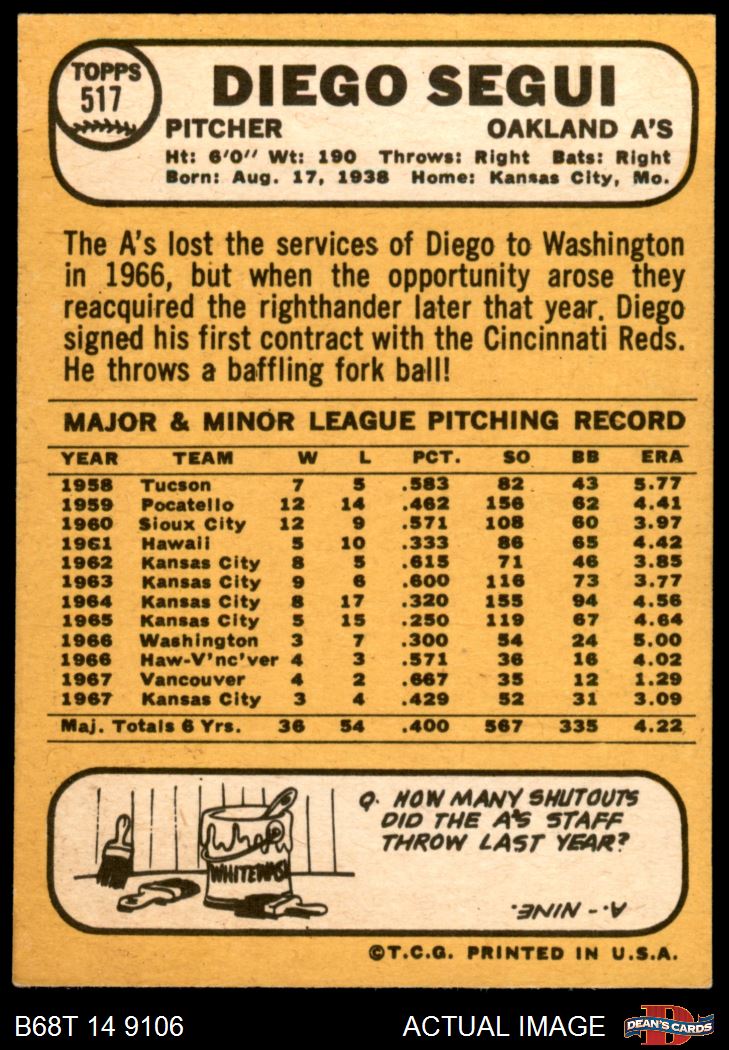 TOPPS
517
DIEGO SEGUI
PITCHER OAKLAND A'S
Ht: 6'0" Wt: 190 Throws: Right Bats: Right
Born: Aug. 17, 1938 Home: Kansas City, Mo.
The A's lost the services of Diego to Washington
in 1966, but when the opportunity arose they
reacquired the righthander later that year. Diego
signed his first contract with the Cincinnati Reds.
He throws a baffling fork ball!
MAJOR & MINOR LEAGUE PITCHING RECORD
YEAR TEAM W L PCT. SO BB ERA
1958 Tucson 7 5 .583 82 43 5.77
1959 Pocatello 12 14 .462 156 62 4.41
1960 Sioux City 12 9 .571 108 60 3.97
1961 Hawaii 5 10 .333 86 65 4.42
1962 Kansas City 8 5 .615 71 46 3.85
1963 Kansas City 9 6 .600 116 73 3.77
1964 Kansas City 8 17 .320 155 94 4.56
1965 Kansas City 5 15 .250 119 67 4.64
1966 Washington 3 7 .300 54 24 5.00
1966 Haw-V'nc'ver 4 3 .571 36 16 4.02
1967 Vancouver 4 2 .667 35 12 1.29
1967 Kansas City 3 4 .429 52 31 3.09
Maj. Totals 6 Yrs. 36 54 .400 567 335 4.22
WHITEWASH
Q. HOW MANY SHUTOUTS
DID THE A'S STAFF
THROW LAST YEAR?
A.- NINE.
©T.C.G. PRINTED IN U.S.A.
B68T 14 9106 ACTUAL IMAGE
DEAN'S CARDS